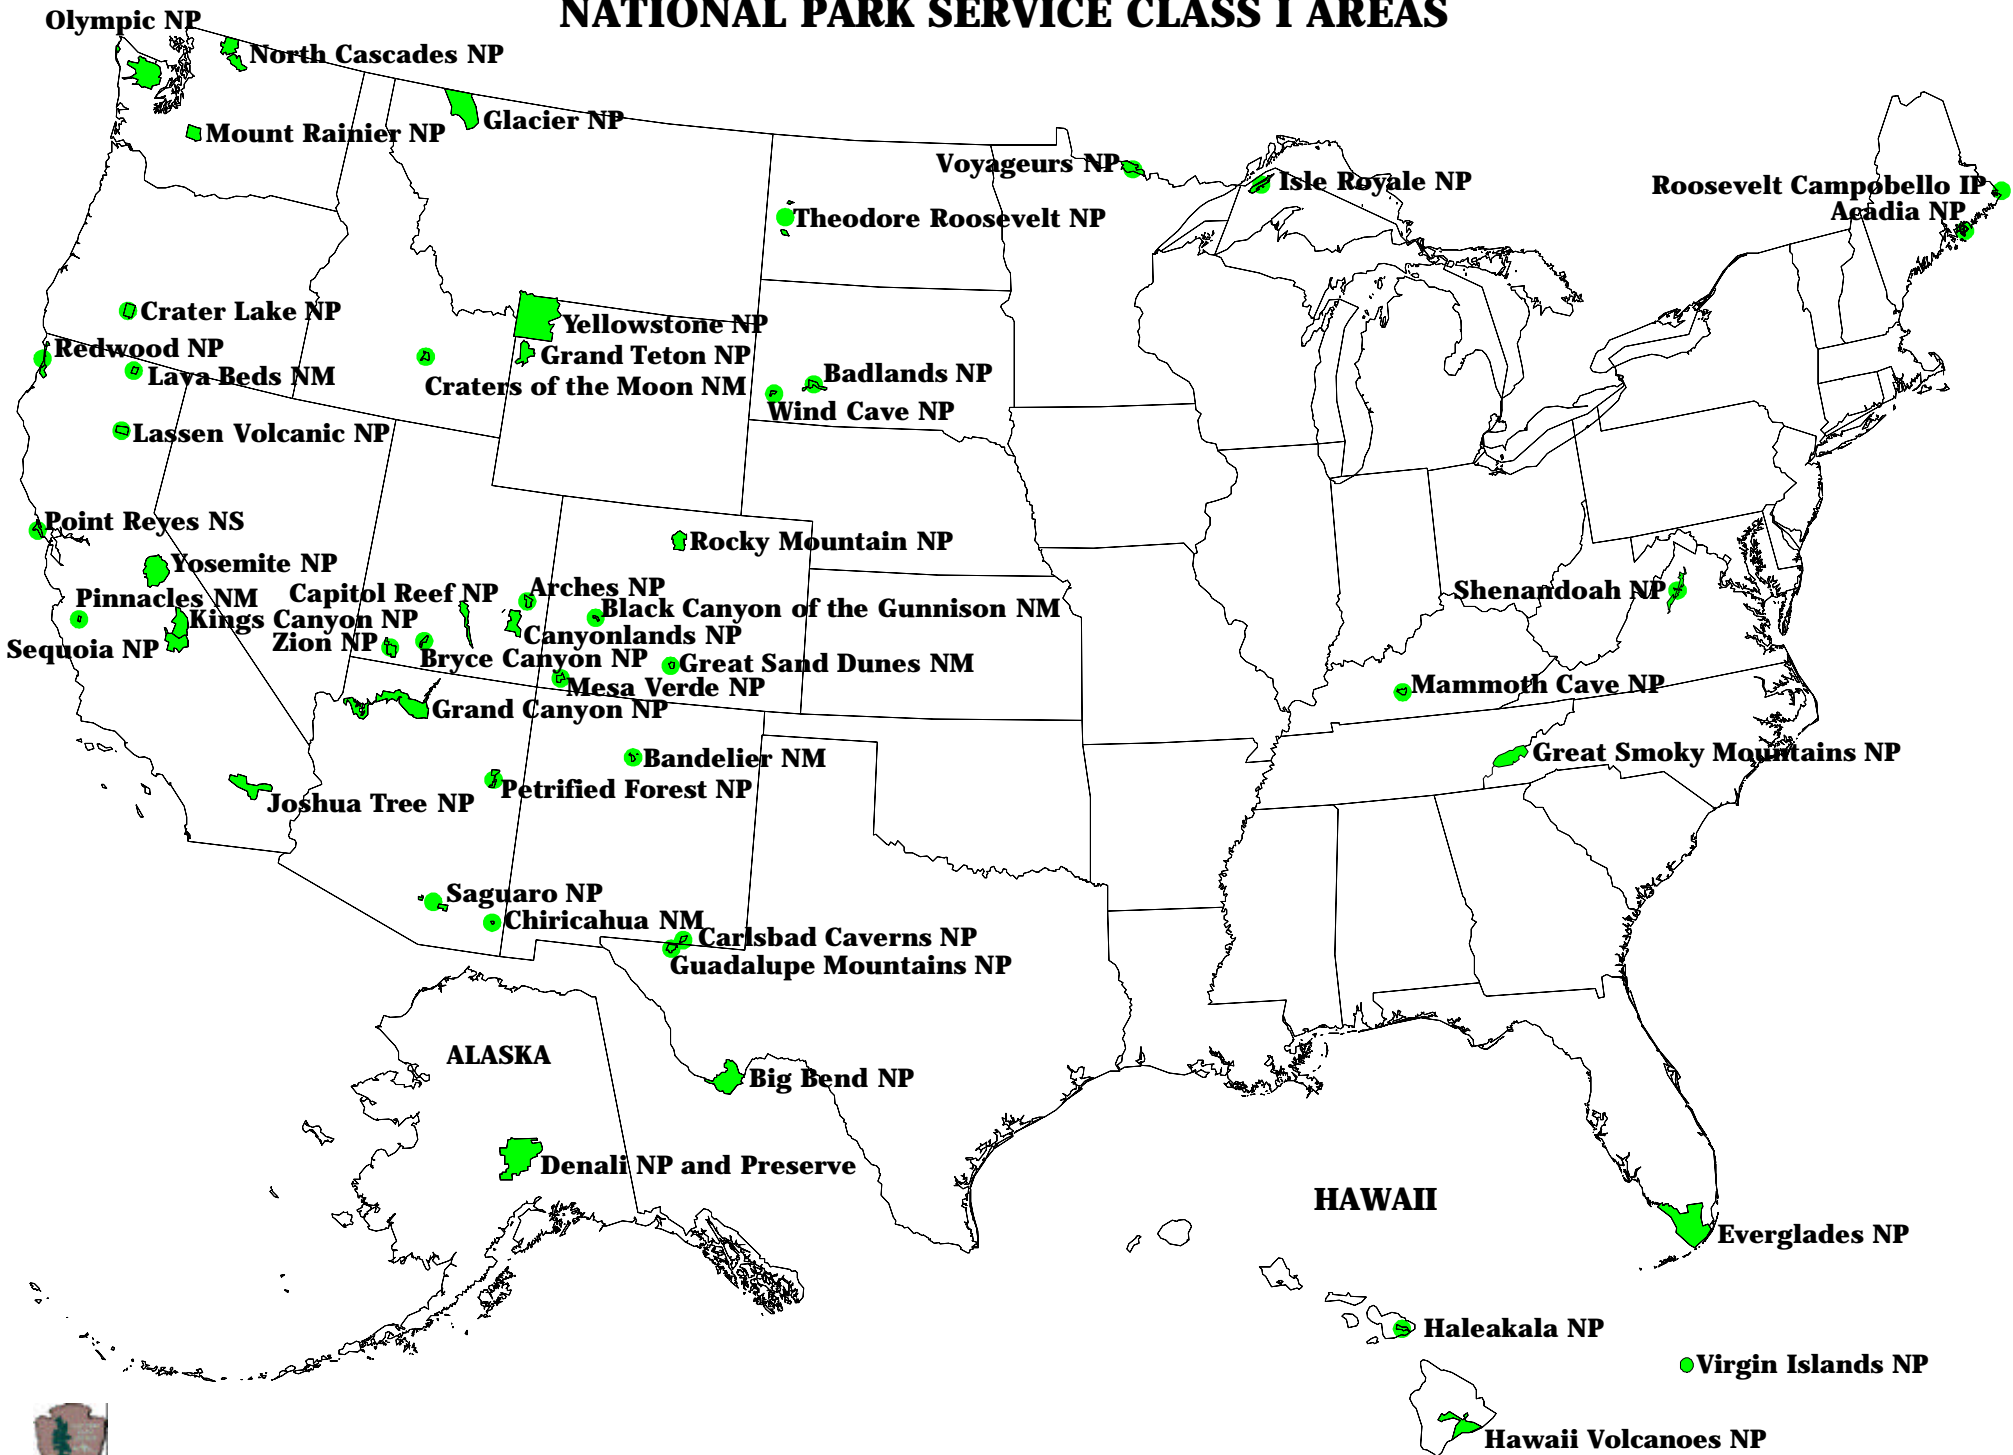 NATIONAL PARK SERVICE CLASS I AREAS
Olympic NP
North Cascades NP
Glacier NP
Mount Rainier NP
Voyageurs NP
Isle Royale NP
Roosevelt Campobello IP
Acadia NP
Theodore Roosevelt NP
Crater Lake NP
Yellowstone NP
Redwood NP
Grand Teton NP
Lava Beds NM
Craters of the Moon NM
Badlands NP
Wind Cave NP
Lassen Volcanic NP
Point Reyes NS
Rocky Mountain NP
Yosemite NP
Pinnacles NM
Capitol Reef NP
Arches NP
Shenandoah NP
Kings Canyon NP
Black Canyon of the Gunnison NM
Sequoia NP
Zion NP
Canyonlands NP
Bryce Canyon NP
Great Sand Dunes NM
Mesa Verde NP
Mammoth Cave NP
Grand Canyon NP
Bandelier NM
Great Smoky Mountains NP
Petrified Forest NP
Joshua Tree NP
Saguaro NP
Chiricahua NM
Carlsbad Caverns NP
Guadalupe Mountains NP
ALASKA
Big Bend NP
Denali NP and Preserve
HAWAII
Everglades NP
Haleakala NP
Virgin Islands NP
Hawaii Volcanoes NP